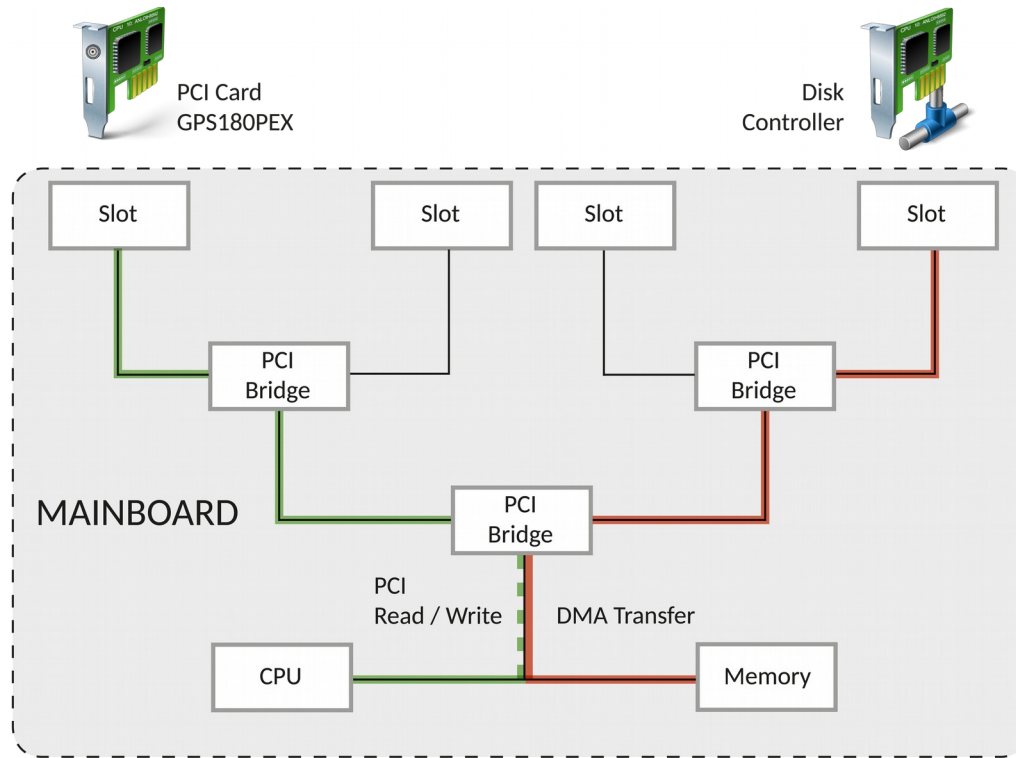 PCI Card
GPS180PEX
Disk
Controller
Slot
Slot
Slot
Slot
PCI
Bridge
PCI
Bridge
MAINBOARD
PCI
Bridge
PCI
Read / Write
DMA Transfer
CPU
Memory